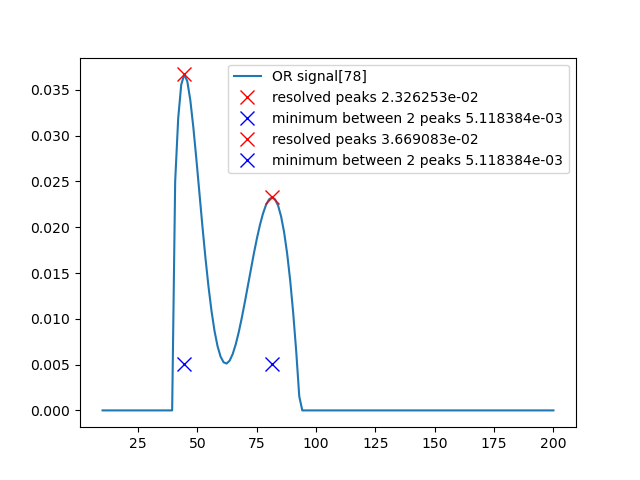 OR signal[78]
resolved peaks 2.326253e-02
minimum between 2 peaks 5.118384e-03
resolved peaks 3.669083e-02
minimum between 2 peaks 5.118384e-03
0.035
0.030
0.025
0.020
0.015
0.010
0.005
0.000
25 50 75 100 125 150 175 200